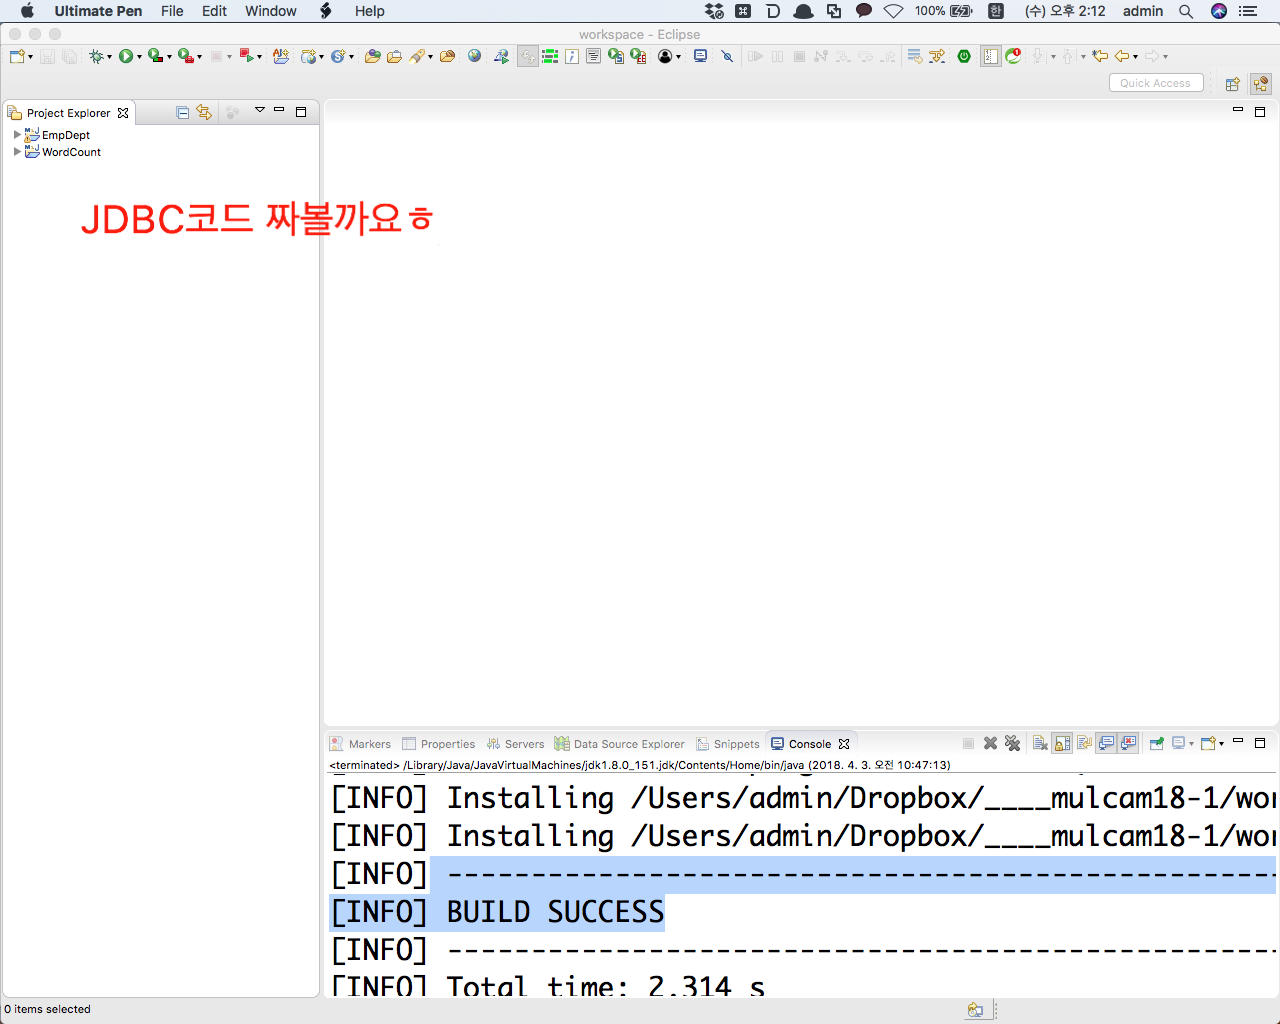 Ultimate Pen File Edit Window Help 100% 한 (수) 오후 2:12 admin
workspace - Eclipse
Quick Access
Project Explorer
EmpDept
WordCount
JDBC코드 짜볼까요ㅎ
Markers Properties Servers Data Source Explorer Snippets Console
<terminated> /Library/Java/JavaVirtualMachines/jdk1.8.0_151.jdk/Contents/Home/bin/java (2018. 4. 3. 오전 10:47:13)
[INFO] Installing /Users/admin/Dropbox/____mulcam18-1/wor
[INFO] Installing /Users/admin/Dropbox/____mulcam18-1/wor
[INFO] --------------------------------------------------
[INFO] BUILD SUCCESS
[INFO] --------------------------------------------------
[INFO] Total time: 2.314 s
0 items selected